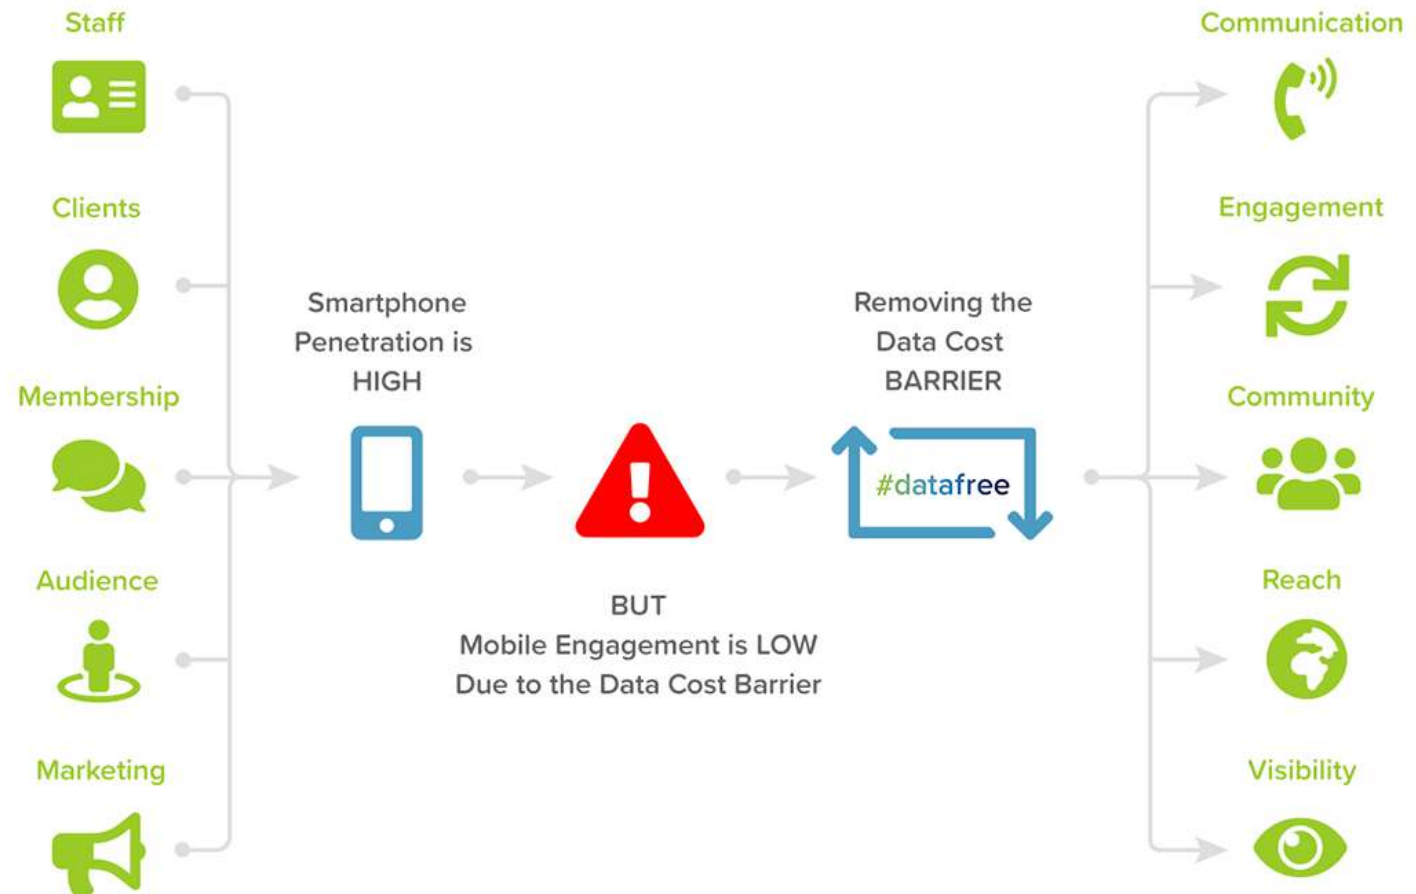 Staff
Clients
Membership
Audience
Marketing
Smartphone
Penetration is
HIGH
BUT
Mobile Engagement is LOW
Due to the Data Cost Barrier
Removing the
Data Cost
BARRIER
#datafree
Communication
Engagement
Community
Reach
Visibility